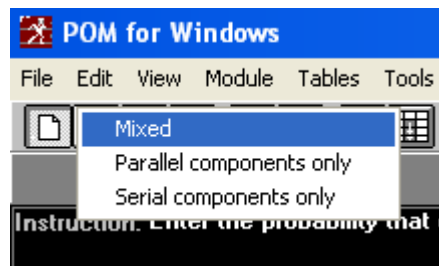 POM for Windows
File Edit View Module Tables Tools
Mixed
Parallel components only
Serial components only
Instruction: Enter the probability that